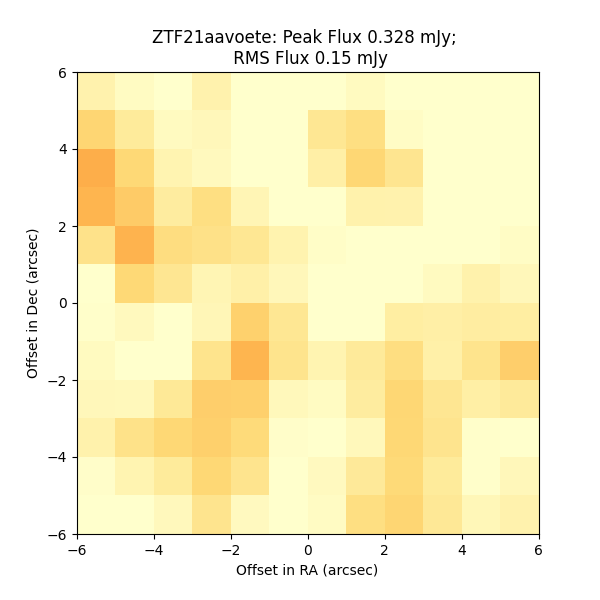 ZTF21aavoete: Peak Flux 0.328 mJy;
RMS Flux 0.15 mJy
6
4
2
0
−2
−4
−6
Offset in Dec (arcsec)
−6 −4 −2 0 2 4 6
Offset in RA (arcsec)